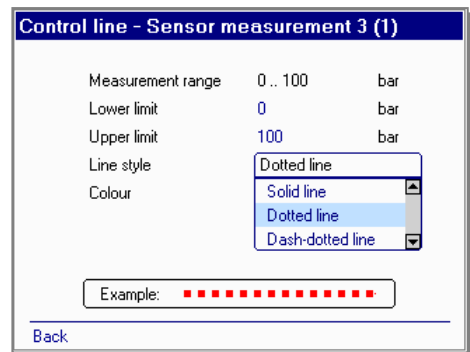 Control line - Sensor measurement 3 (1)
Measurement range 0 .. 100 bar
Lower limit 0 bar
Upper limit 100 bar
Line style Dotted line
Colour Solid line
Dotted line
Dash-dotted line
Example:
Back